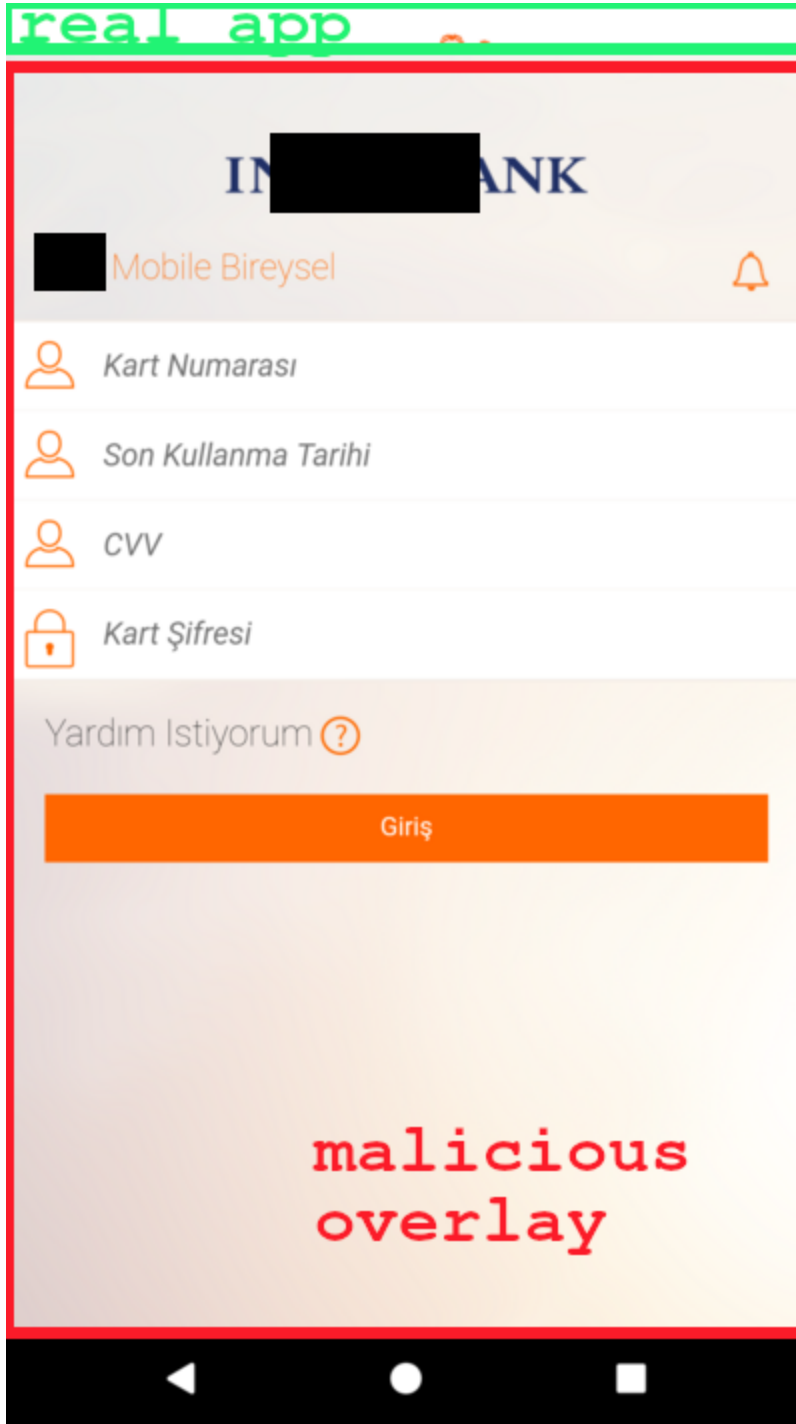 real app
IN ANK
Mobile Bireysel
Kart Numarası
Son Kullanma Tarihi
CVV
Kart Şifresi
Yardım Istiyorum ?
Giriş
malicious
overlay